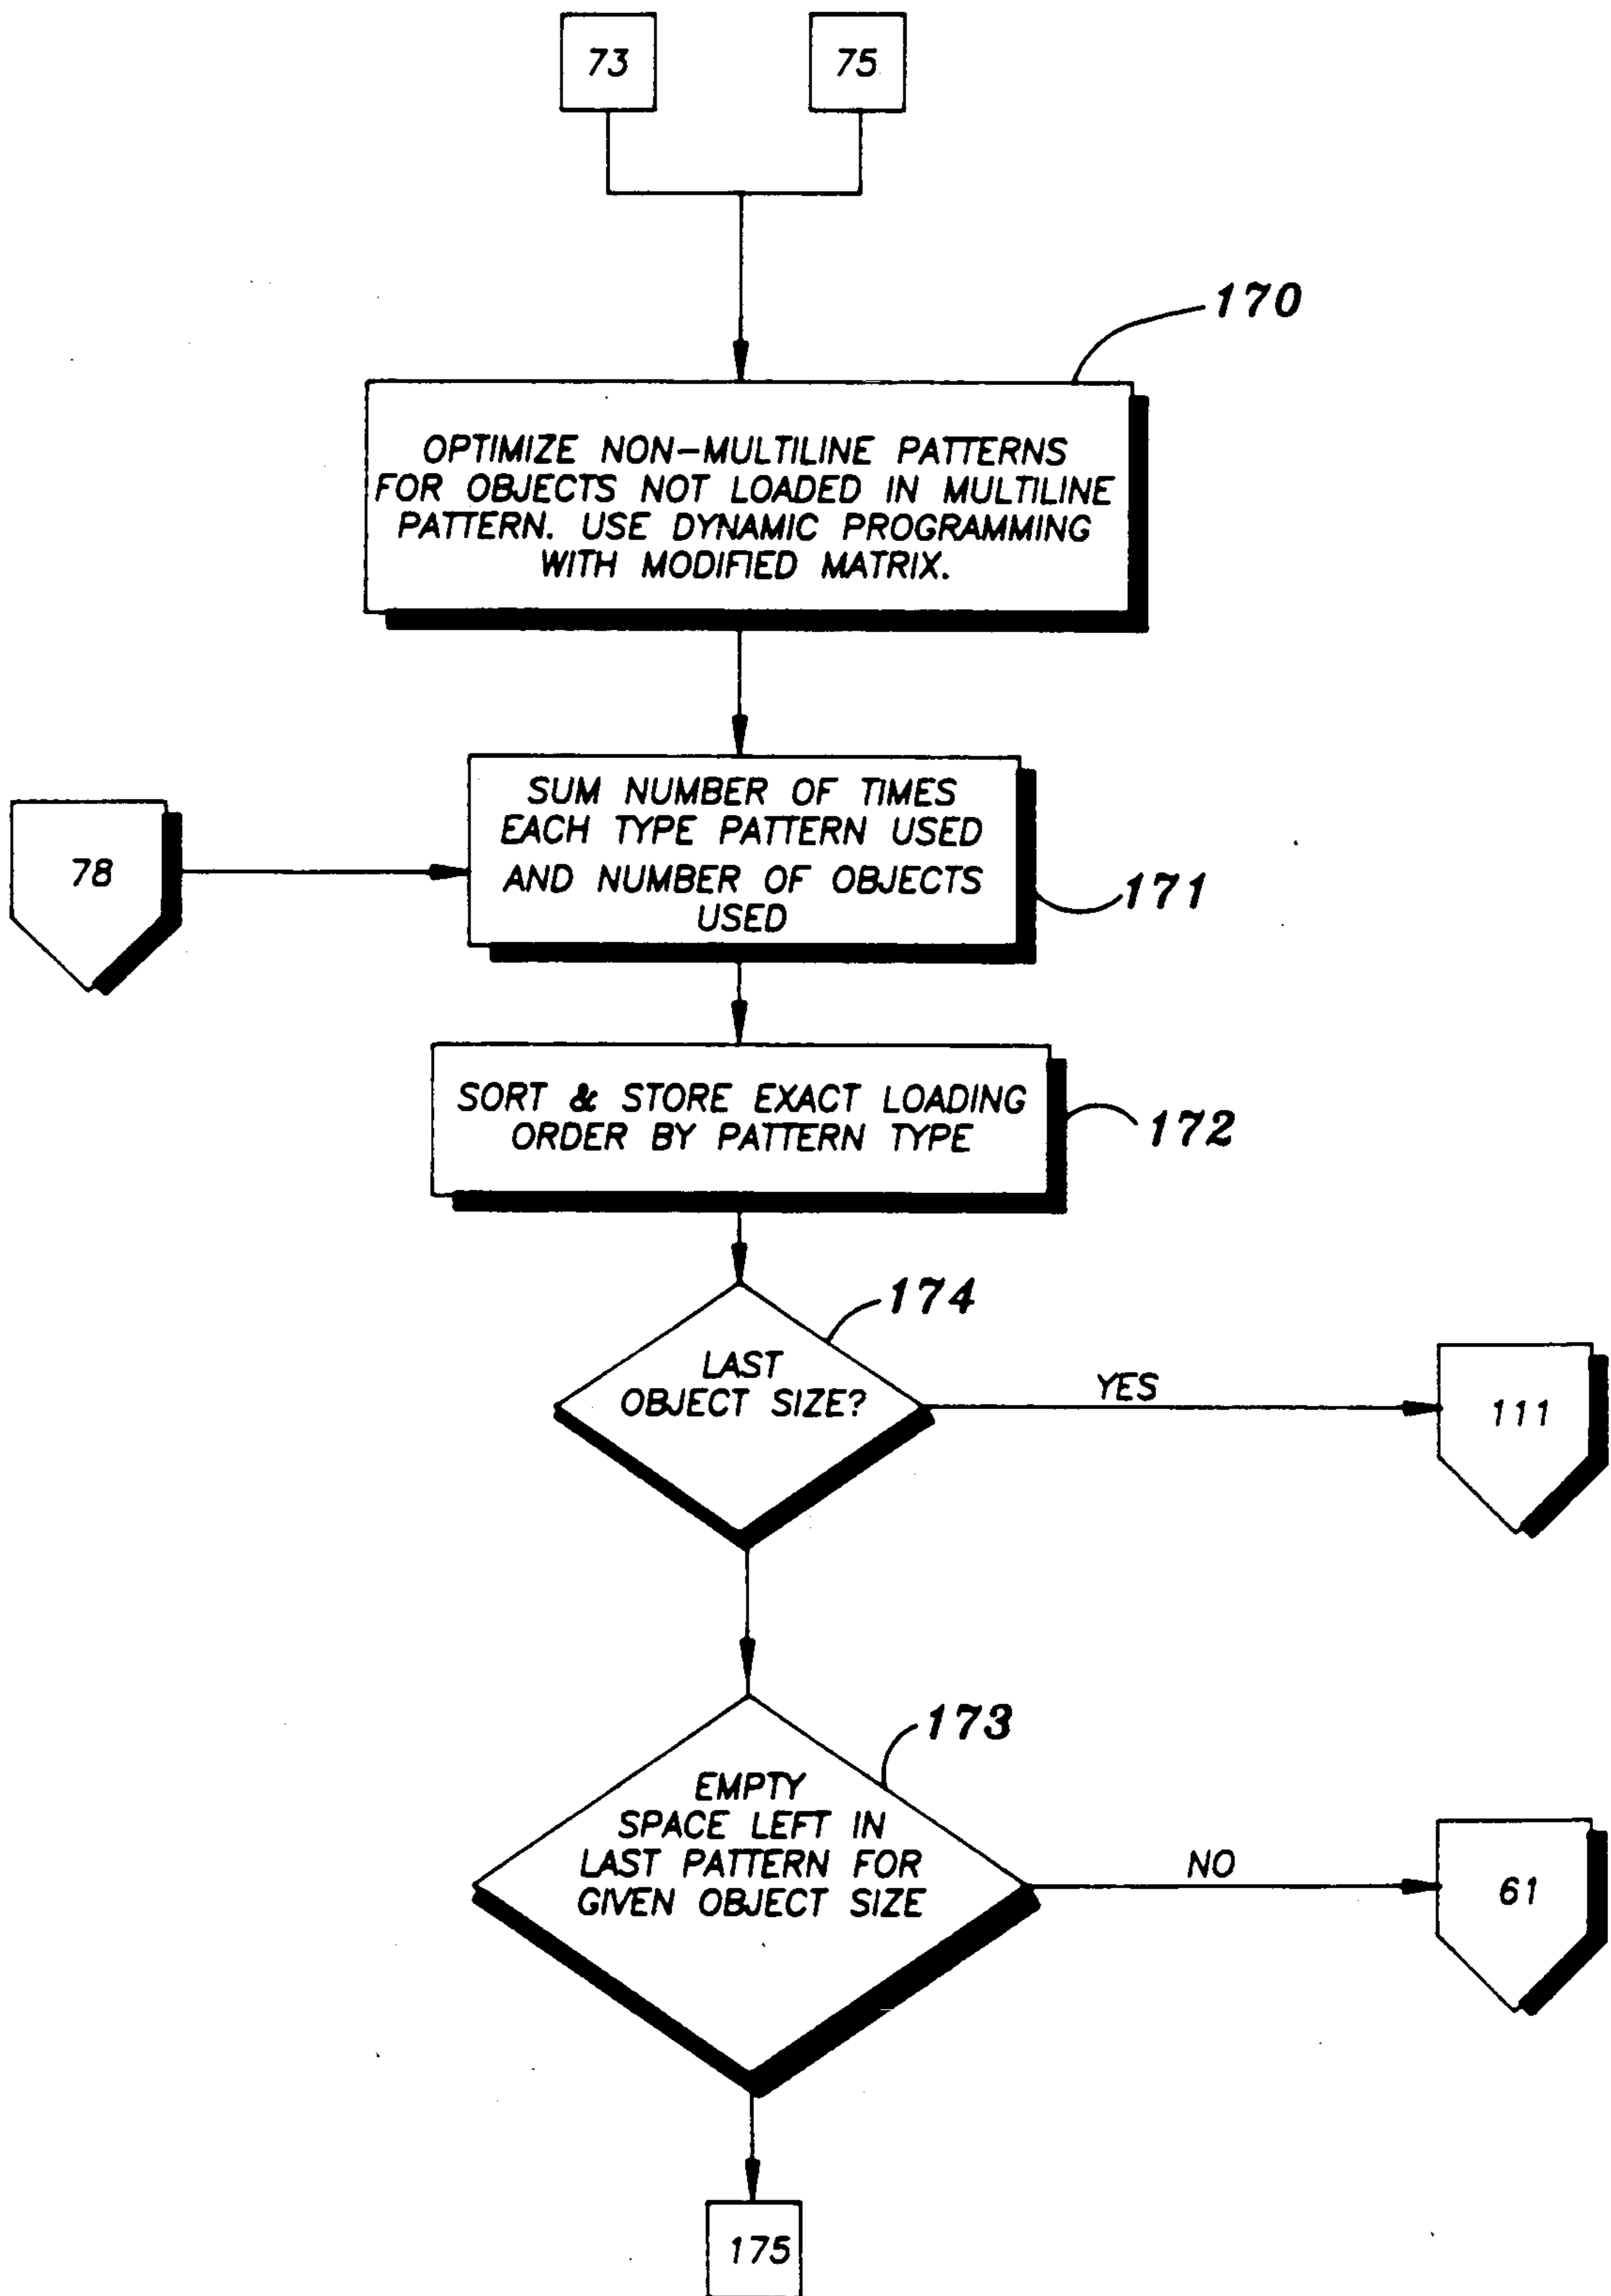 73
75
170
OPTIMIZE NON-MULTILINE PATTERNS
FOR OBJECTS NOT LOADED IN MULTILINE
PATTERN. USE DYNAMIC PROGRAMMING
WITH MODIFIED MATRIX.
SUM NUMBER OF TIMES
EACH TYPE PATTERN USED
AND NUMBER OF OBJECTS
USED
78
171
SORT & STORE EXACT LOADING
ORDER BY PATTERN TYPE
172
174
LAST
OBJECT SIZE?
YES
111
173
EMPTY
SPACE LEFT IN
LAST PATTERN FOR
GIVEN OBJECT SIZE
NO
61
175